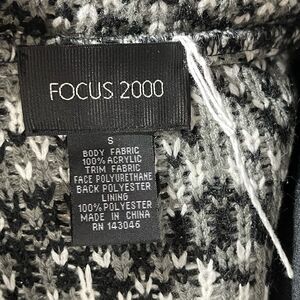 FOCUS 2000
S
BODY FABRIC
100% ACRYLIC
TRIM FABRIC
FACE POLYURETHANE
BACK POLYESTER
LINING
100% POLYESTER
MADE IN CHINA
RN 143046